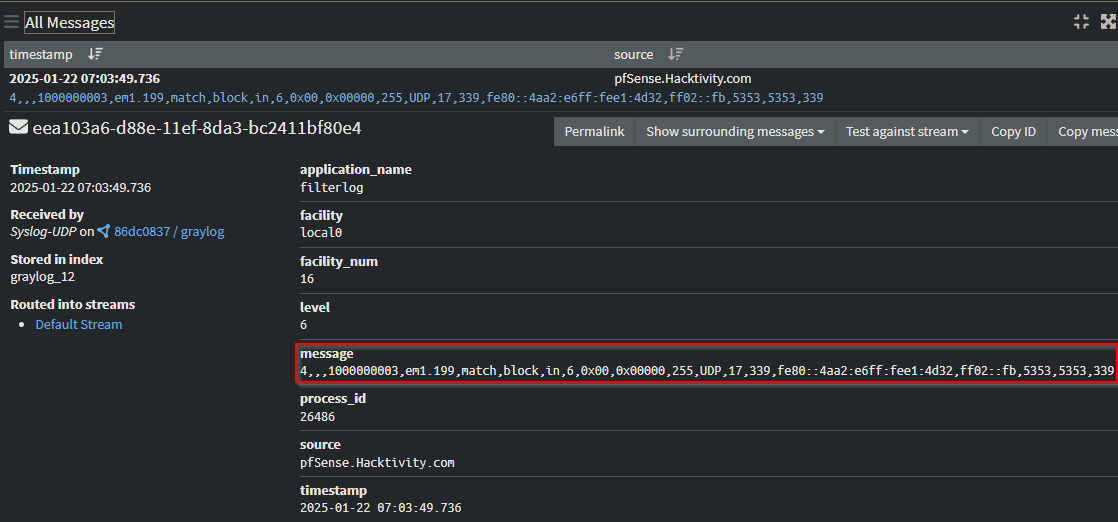 All Messages
timestamp source
2025-01-22 07:03:49.736 pfSense.Hacktivity.com
4,,,1000000003,em1.199,match,block,in,6,0x00,0x00000,255,UDP,17,339,fe80::4aa2:e6ff:fee1:4d32,ff02::fb,5353,5353,339
eea103a6-d88e-11ef-8da3-bc2411bf80e4
Permalink Show surrounding messages Test against stream Copy ID Copy mes
Timestamp
2025-01-22 07:03:49.736
Received by
Syslog-UDP on 86dc0837 / graylog
Stored in index
graylog_12
Routed into streams
Default Stream
application_name
filterlog
facility
local0
facility_num
16
level
6
message
4,,,1000000003,em1.199,match,block,in,6,0x00,0x00000,255,UDP,17,339,fe80::4aa2:e6ff:fee1:4d32,ff02::fb,5353,5353,339
process_id
26486
source
pfSense.Hacktivity.com
timestamp
2025-01-22 07:03:49.736